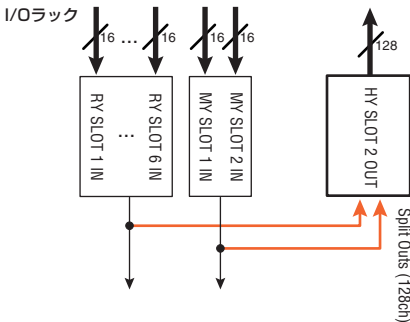 I/Oラック
16
...
16
16
16
128
RY SLOT 1 IN
...
RY SLOT 6 IN
MY SLOT 1 IN
MY SLOT 2 IN
HY SLOT 2 OUT
Split Outs (128ch)